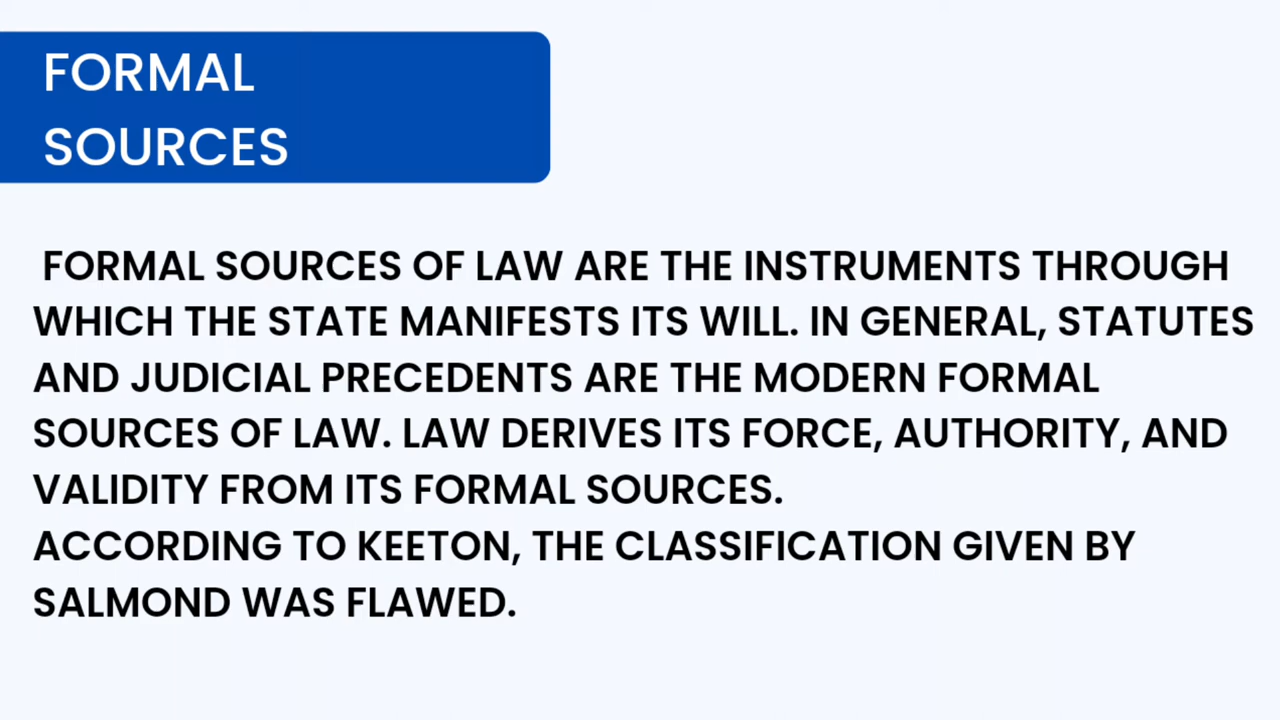 FORMAL
SOURCES
FORMAL SOURCES OF LAW ARE THE INSTRUMENTS THROUGH
WHICH THE STATE MANIFESTS ITS WILL. IN GENERAL, STATUTES
AND JUDICIAL PRECEDENTS ARE THE MODERN FORMAL
SOURCES OF LAW. LAW DERIVES ITS FORCE, AUTHORITY, AND
VALIDITY FROM ITS FORMAL SOURCES.
ACCORDING TO KEETON, THE CLASSIFICATION GIVEN BY
SALMOND WAS FLAWED.